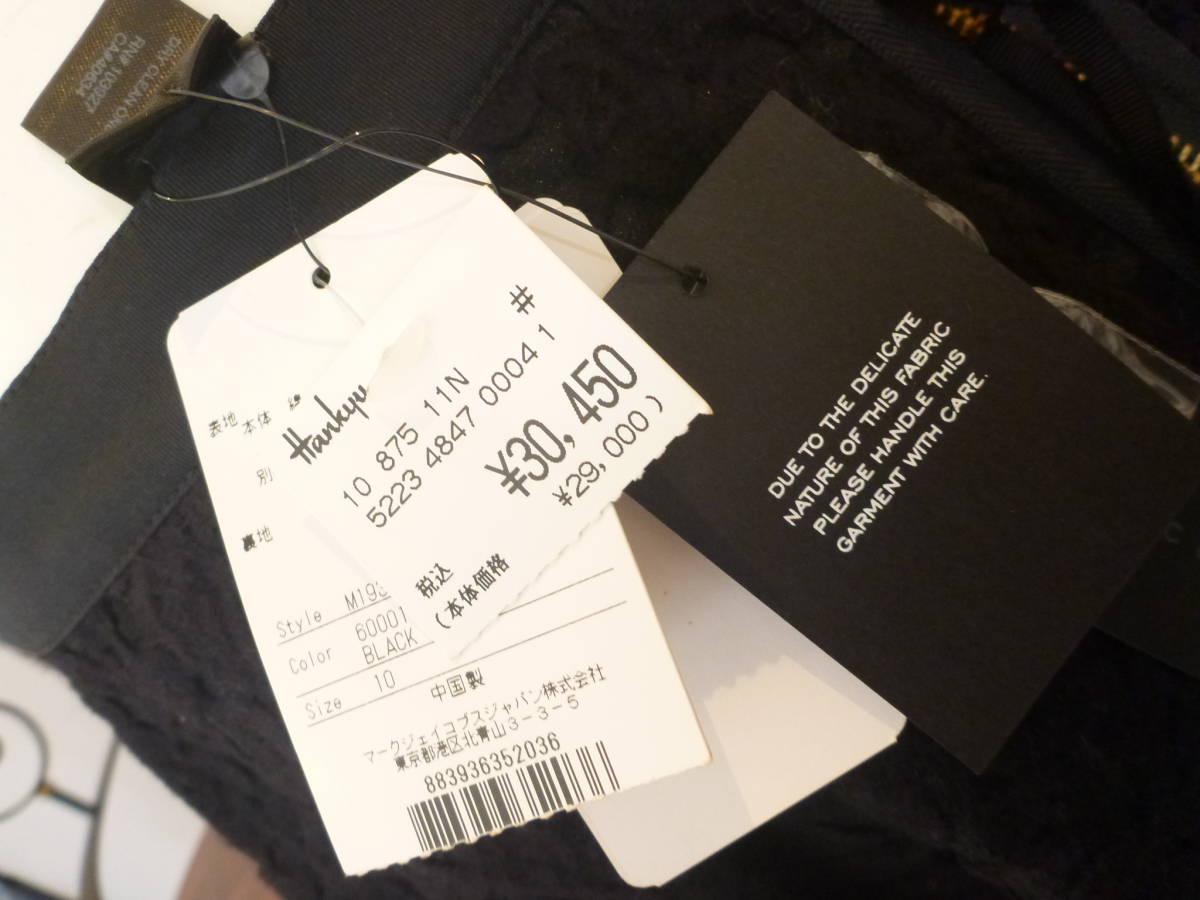 DRY CLEAN ONLY
表地 本体 綿
別
裏地
Hankyu
10 875 11N #
5223 4847 0004 1
¥30,450
税込
(本体価格 ¥29,000)
Style M193
Color 60001
BLACK
Size 10
中国製
マークジェイコブスジャパン株式会社
東京都港区北青山3-3-5
883936352036
DUE TO THE DELICATE
NATURE OF THIS FABRIC
PLEASE HANDLE THIS
GARMENT WITH CARE.